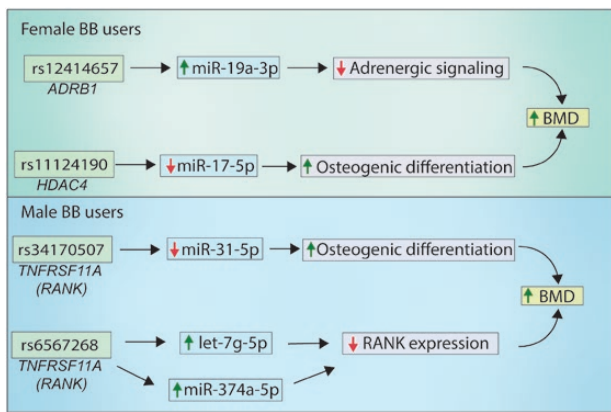 Female BB users
rs12414657
ADRB1
miR-19a-3p
Adrenergic signaling
BMD
rs11124190
HDAC4
miR-17-5p
Osteogenic differentiation
Male BB users
rs34170507
TNFRSF11A
(RANK)
miR-31-5p
Osteogenic differentiation
BMD
rs6567268
TNFRSF11A
(RANK)
let-7g-5p
miR-374a-5p
RANK expression